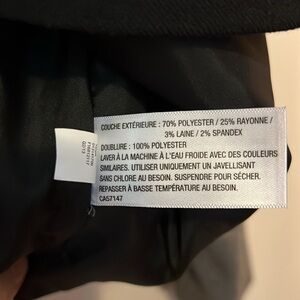 COUCHE EXTÉRIEURE : 70% POLYESTER / 25% RAYONNE /
3% LAINE / 2% SPANDEX
DOUBLURE : 100% POLYESTER
LAVER À LA MACHINE À L'EAU FROIDE AVEC DES COULEURS
SIMILAIRES. UTILISER UNIQUEMENT UN JAVELLISANT
SANS CHLORE AU BESOIN. SUSPENDRE POUR SÉCHER.
REPASSER À BASSE TEMPÉRATURE AU BESOIN.
CA57147